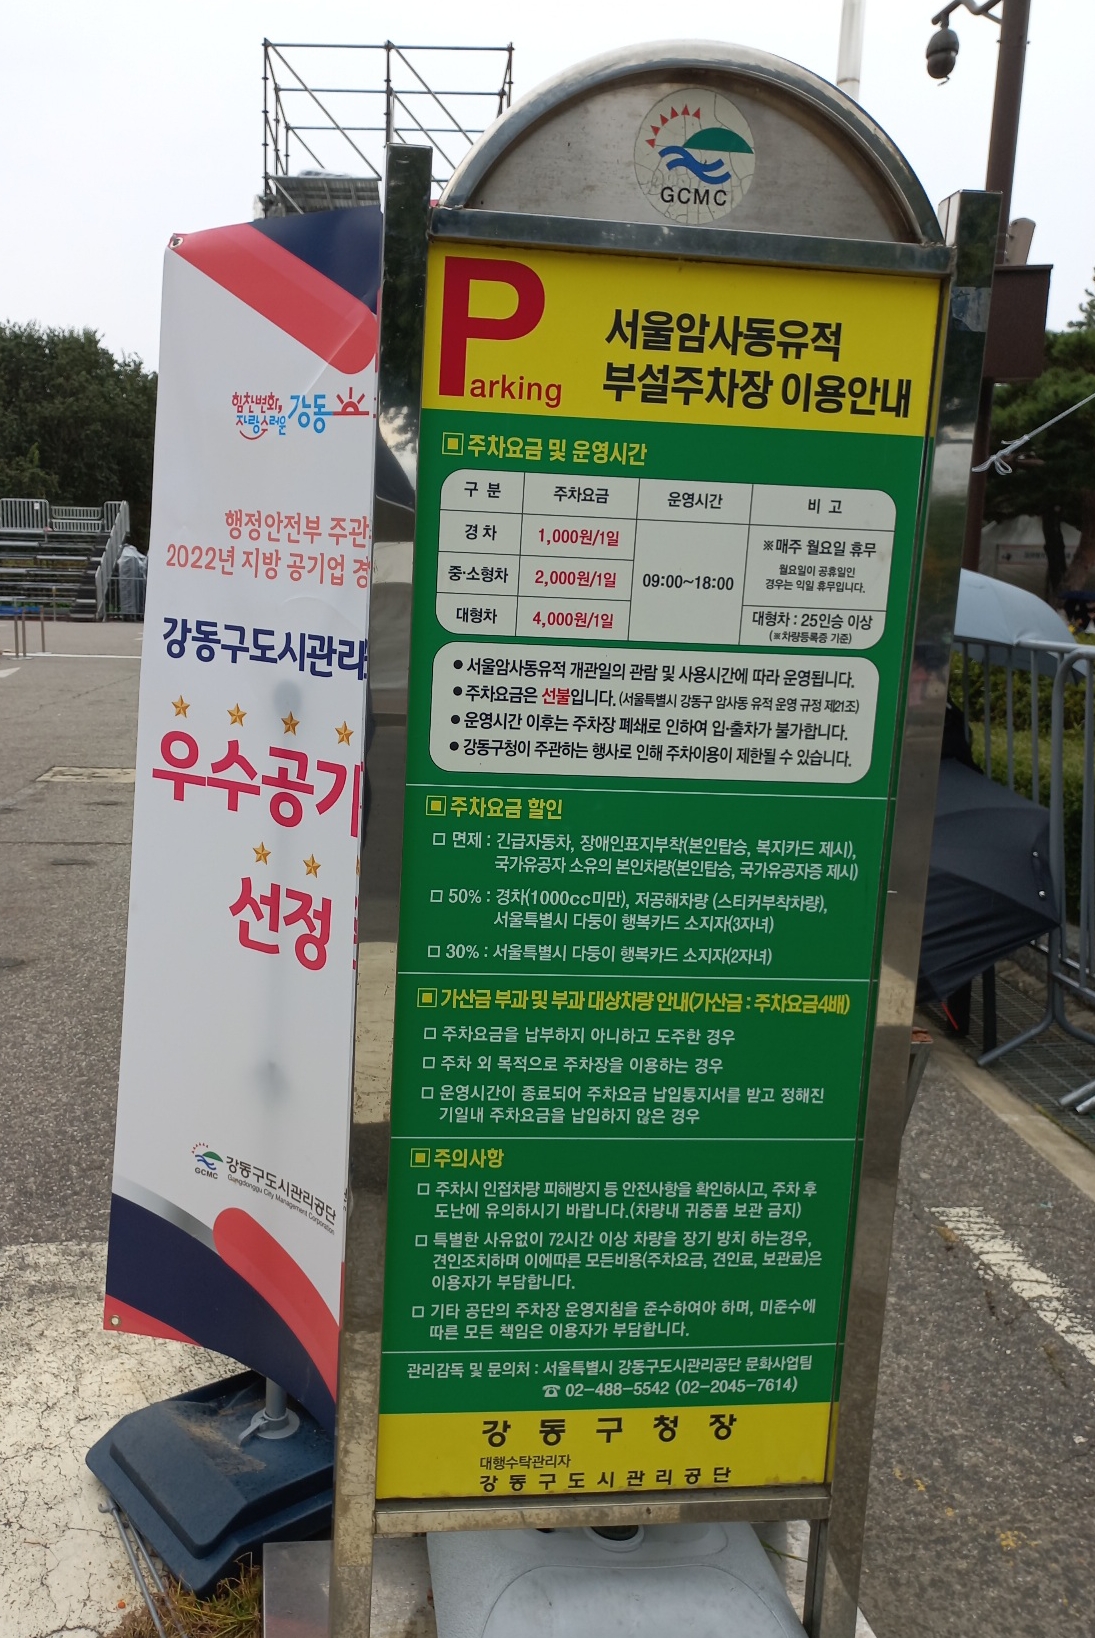 GCMC
Parking
서울암사동유적
부설주차장 이용안내
주차요금 및 운영시간
구 분 주차요금 운영시간 비 고
경 차 1,000원/1일
중·소형차 2,000원/1일
대형차 4,000원/1일
09:00~18:00
※매주 월요일 휴무
월요일이 공휴일인
경우는 익일 휴무입니다.
대형차 : 25인승 이상
(※차량등록증 기준)
● 서울암사동유적 개관일의 관람 및 사용시간에 따라 운영됩니다.
● 주차요금은 선불입니다. (서울특별시 강동구 암사동 유적 운영 규정 제21조)
● 운영시간 이후는 주차장 폐쇄로 인하여 입·출차가 불가합니다.
● 강동구청이 주관하는 행사로 인해 주차이용이 제한될 수 있습니다.
주차요금 할인
□ 면제 : 긴급자동차, 장애인표지부착(본인탑승, 복지카드 제시),
국가유공자 소유의 본인차량(본인탑승, 국가유공자증 제시)
□ 50% : 경차(1000cc미만), 저공해차량 (스티커부착차량),
서울특별시 다둥이 행복카드 소지자(3자녀)
□ 30% : 서울특별시 다둥이 행복카드 소지자(2자녀)
가산금 부과 및 부과 대상차량 안내(가산금 : 주차요금4배)
□ 주차요금을 납부하지 아니하고 도주한 경우
□ 주차 외 목적으로 주차장을 이용하는 경우
□ 운영시간이 종료되어 주차요금 납입통지서를 받고 정해진
기일내 주차요금을 납입하지 않은 경우
주의사항
□ 주차시 인접차량 피해방지 등 안전사항을 확인하시고, 주차 후
도난에 유의하시기 바랍니다.(차량내 귀중품 보관 금지)
□ 특별한 사유없이 72시간 이상 차량을 장기 방치 하는경우,
견인조치하며 이에따른 모든비용(주차요금, 견인료, 보관료)은
이용자가 부담합니다.
□ 기타 공단의 주차장 운영지침을 준수하여야 하며, 미준수에
따른 모든 책임은 이용자가 부담합니다.
관리감독 및 문의처 : 서울특별시 강동구도시관리공단 문화사업팀
☎ 02-488-5542 (02-2045-7614)
강 동 구 청 장
대행수탁관리자
강 동 구 도 시 관 리 공 단
힘찬변화,
자랑스러운 강동
행정안전부 주관
2022년 지방 공기업 경
강동구도시관리
우수공기
선정
GCMC 강동구도시관리공단
Gangdonggu City Management Corporation